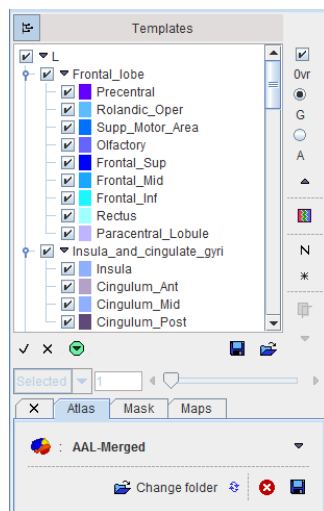 Templates
L
Frontal_lobe
Precentral
Rolandic_Oper
Supp_Motor_Area
Olfactory
Frontal_Sup
Frontal_Mid
Frontal_Inf
Rectus
Paracentral_Lobule
Insula_and_cingulate_gyri
Insula
Cingulum_Ant
Cingulum_Mid
Cingulum_Post
0vr
G
A
N
Selected 1
X Atlas Mask Maps
: AAL-Merged
Change folder